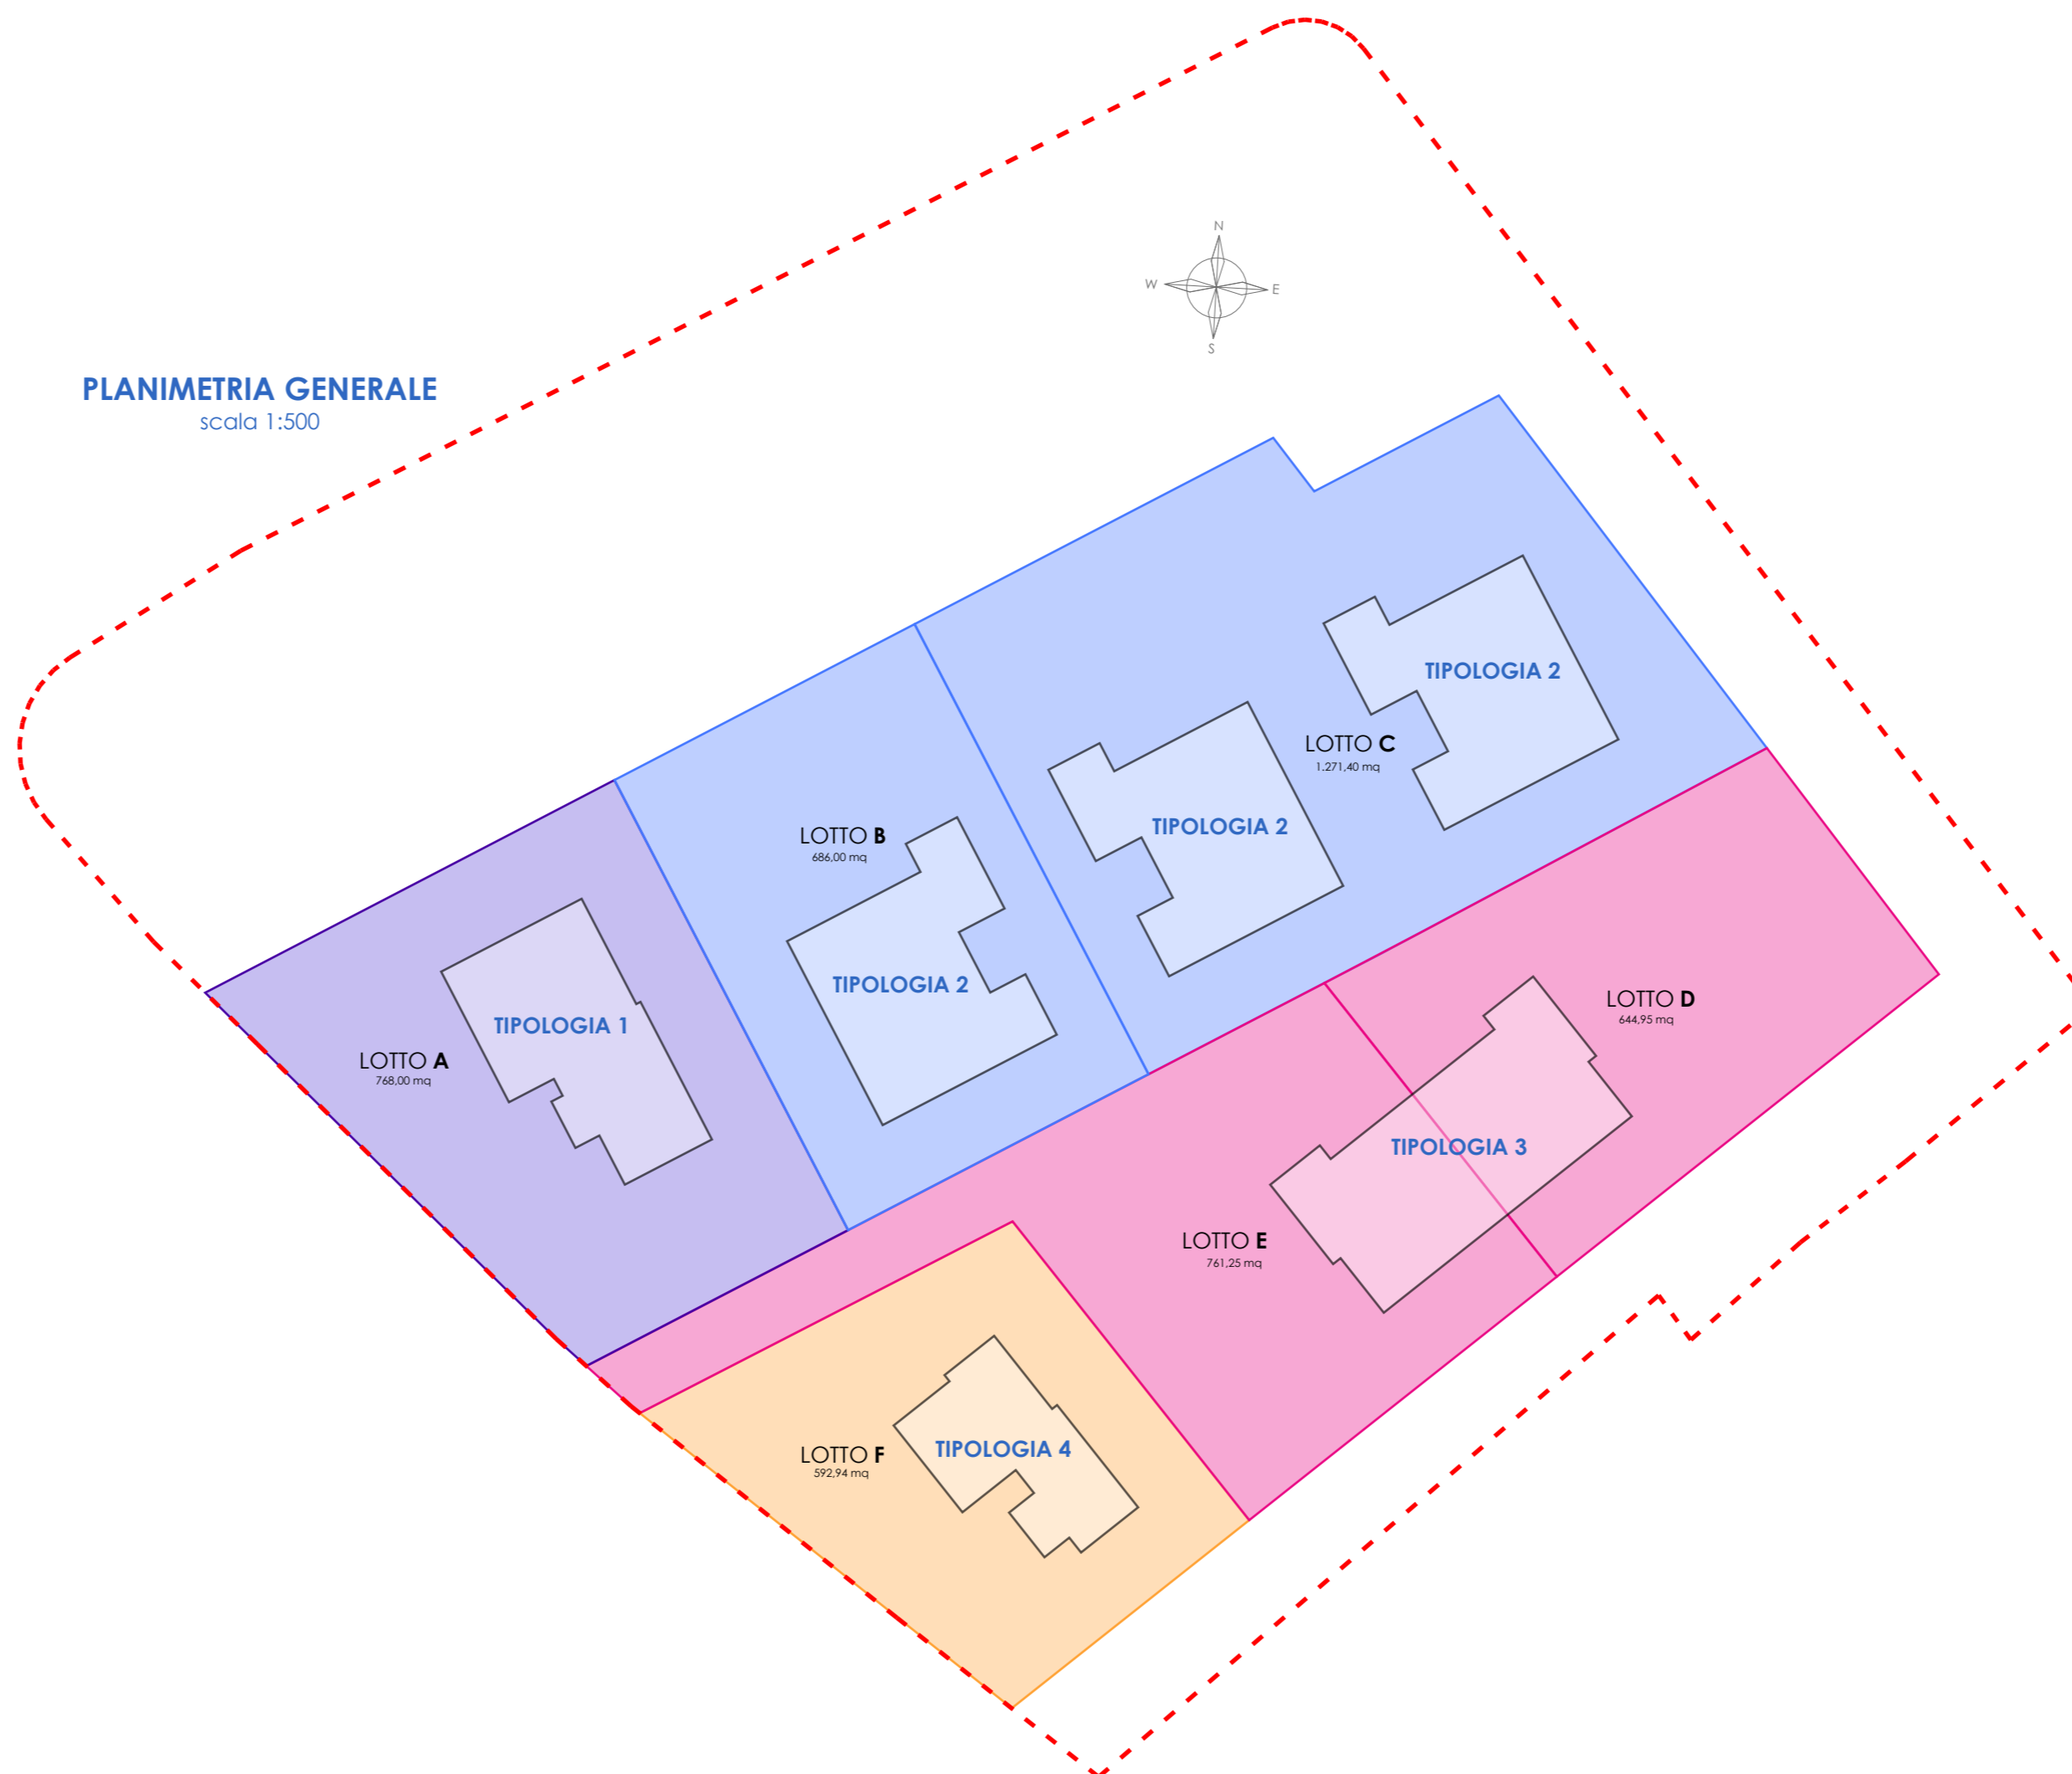 N
W
E
S
PLANIMETRIA GENERALE
scala 1:500
TIPOLOGIA 2
LOTTO C
1.271,40 mq
TIPOLOGIA 2
LOTTO B
686,00 mq
TIPOLOGIA 2
TIPOLOGIA 1
LOTTO A
768,00 mq
LOTTO D
644,95 mq
TIPOLOGIA 3
LOTTO E
761,25 mq
TIPOLOGIA 4
LOTTO F
592,94 mq